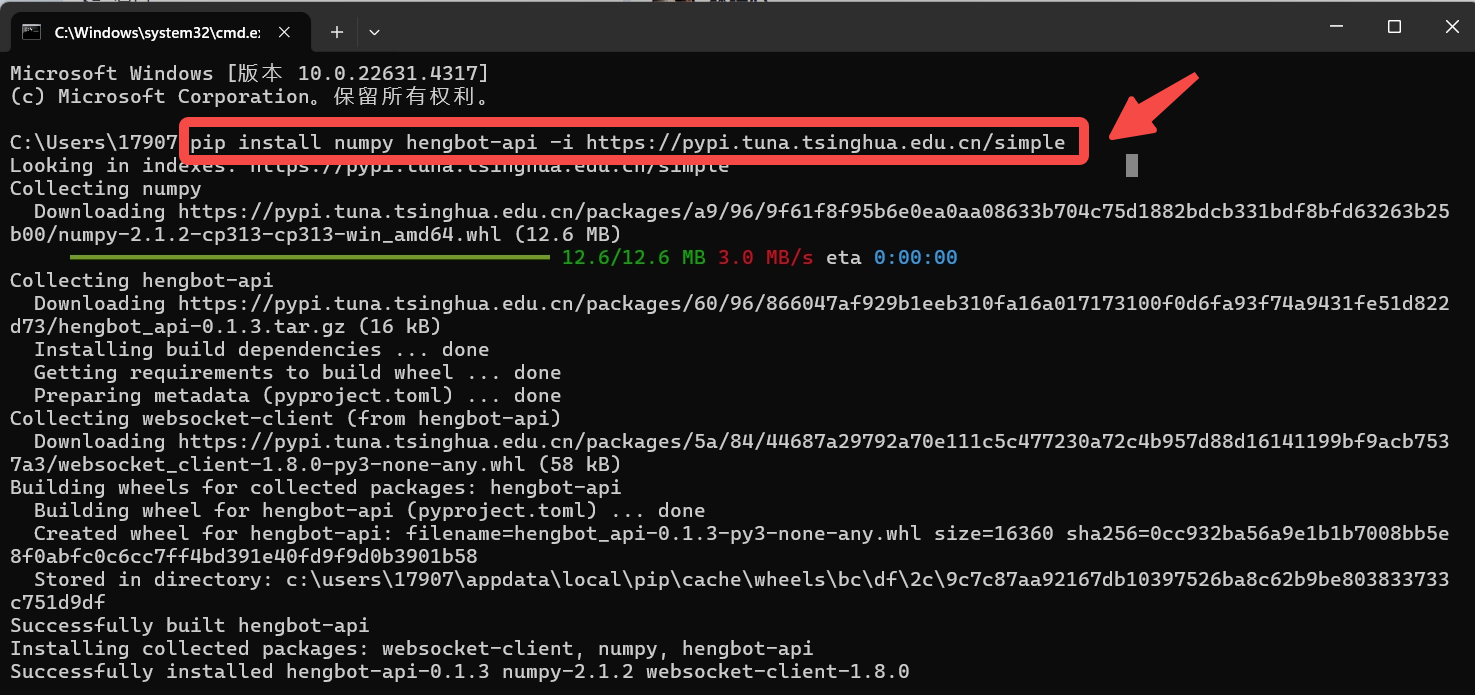 C:\Windows\system32\cmd.e:
Microsoft Windows [版本 10.0.22631.4317]
(c) Microsoft Corporation。保留所有权利。
C:\Users\17907 pip install numpy hengbot-api -i https://pypi.tuna.tsinghua.edu.cn/simple
Looking in indexes: https://pypi.tuna.tsinghua.edu.cn/simple
Collecting numpy
Downloading https://pypi.tuna.tsinghua.edu.cn/packages/a9/96/9f61f8f95b6e0ea0aa08633b704c75d1882bdcb331bdf8bfd63263b25
b00/numpy-2.1.2-cp313-cp313-win_amd64.whl (12.6 MB)
12.6/12.6 MB 3.0 MB/s eta 0:00:00
Collecting hengbot-api
Downloading https://pypi.tuna.tsinghua.edu.cn/packages/60/96/866047af929b1eeb310fa16a017173100f0d6fa93f74a9431fe51d822
d73/hengbot_api-0.1.3.tar.gz (16 kB)
Installing build dependencies ... done
Getting requirements to build wheel ... done
Preparing metadata (pyproject.toml) ... done
Collecting websocket-client (from hengbot-api)
Downloading https://pypi.tuna.tsinghua.edu.cn/packages/5a/84/44687a29792a70e111c5c477230a72c4b957d88d16141199bf9acb753
7a3/websocket_client-1.8.0-py3-none-any.whl (58 kB)
Building wheels for collected packages: hengbot-api
Building wheel for hengbot-api (pyproject.toml) ... done
Created wheel for hengbot-api: filename=hengbot_api-0.1.3-py3-none-any.whl size=16360 sha256=0cc932ba56a9e1b1b7008bb5e
8f0abfc0c6cc7ff4bd391e40fd9f9d0b3901b58
Stored in directory: c:\users\17907\appdata\local\pip\cache\wheels\bc\df\2c\9c7c87aa92167db10397526ba8c62b9be803833733
c751d9df
Successfully built hengbot-api
Installing collected packages: websocket-client, numpy, hengbot-api
Successfully installed hengbot-api-0.1.3 numpy-2.1.2 websocket-client-1.8.0